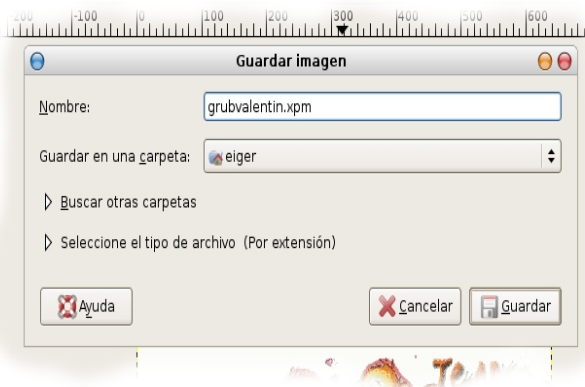 -100 0 100 200 300 400 500 600
Guardar imagen
Nombre: grubvalentin.xpm
Guardar en una carpeta: eiger
Buscar otras carpetas
Seleccione el tipo de archivo (Por extensión)
Ayuda Cancelar Guardar